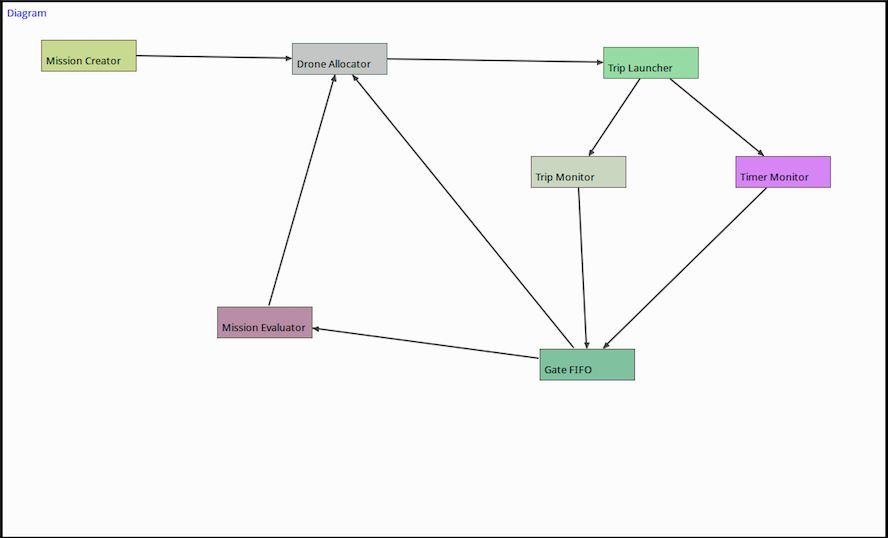 Diagram
Mission Creator
Drone Allocator
Trip Launcher
Trip Monitor
Timer Monitor
Mission Evaluator
Gate FIFO